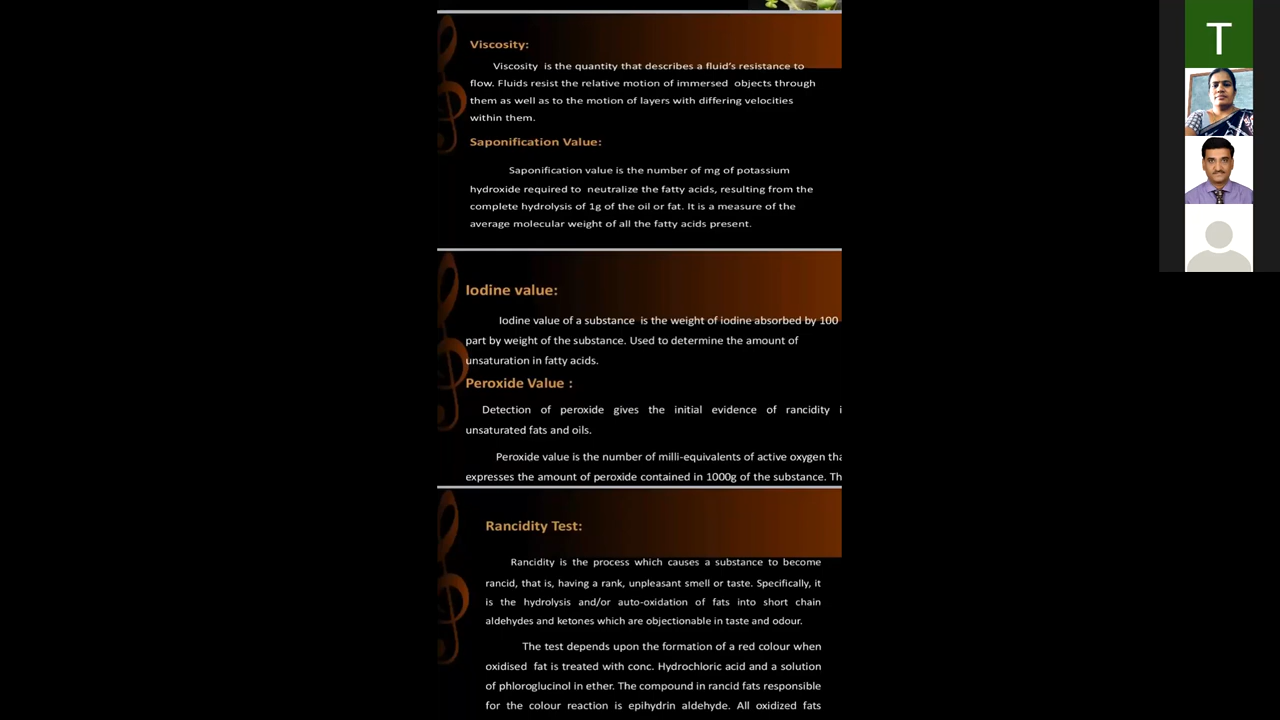 T
Viscosity:
Viscosity is the quantity that describes a fluid's resistance to
flow. Fluids resist the relative motion of immersed objects through
them as well as to the motion of layers with differing velocities
within them.
Saponification Value:
Saponification value is the number of mg of potassium
hydroxide required to neutralize the fatty acids, resulting from the
complete hydrolysis of 1g of the oil or fat. It is a measure of the
average molecular weight of all the fatty acids present.
Iodine value:
Iodine value of a substance is the weight of iodine absorbed by 100
part by weight of the substance. Used to determine the amount of
unsaturation in fatty acids.
Peroxide Value :
Detection of peroxide gives the initial evidence of rancidity i
unsaturated fats and oils.
Peroxide value is the number of milli-equivalents of active oxygen tha
expresses the amount of peroxide contained in 1000g of the substance. Th
Rancidity Test:
Rancidity is the process which causes a substance to become
rancid, that is, having a rank, unpleasant smell or taste. Specifically, it
is the hydrolysis and/or auto-oxidation of fats into short chain
aldehydes and ketones which are objectionable in taste and odour.
The test depends upon the formation of a red colour when
oxidised fat is treated with conc. Hydrochloric acid and a solution
of phloroglucinol in ether. The compound in rancid fats responsible
for the colour reaction is epihydrin aldehyde. All oxidized fats